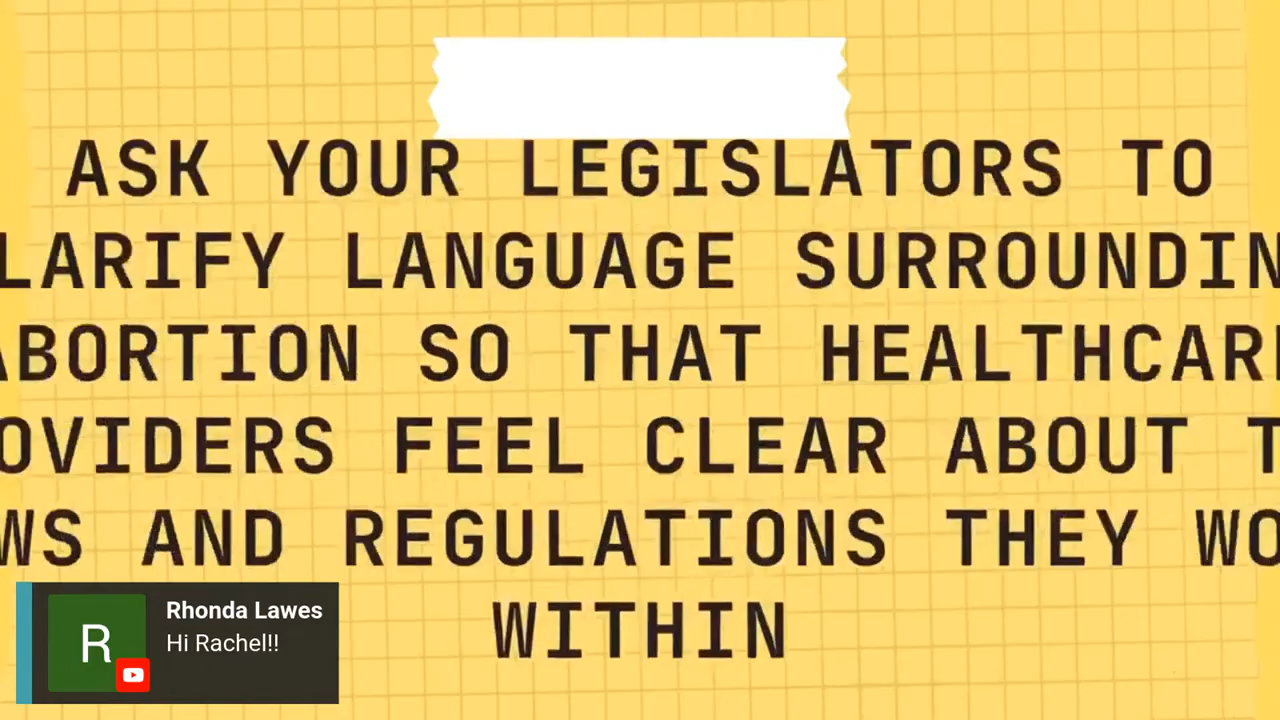 ASK YOUR LEGISLATORS TO
LARIFY LANGUAGE SURROUNDIN
ABORTION SO THAT HEALTHCARE
OVIDERS FEEL CLEAR ABOUT T
WS AND REGULATIONS THEY WO
WITHIN
R
Rhonda Lawes
Hi Rachel!!